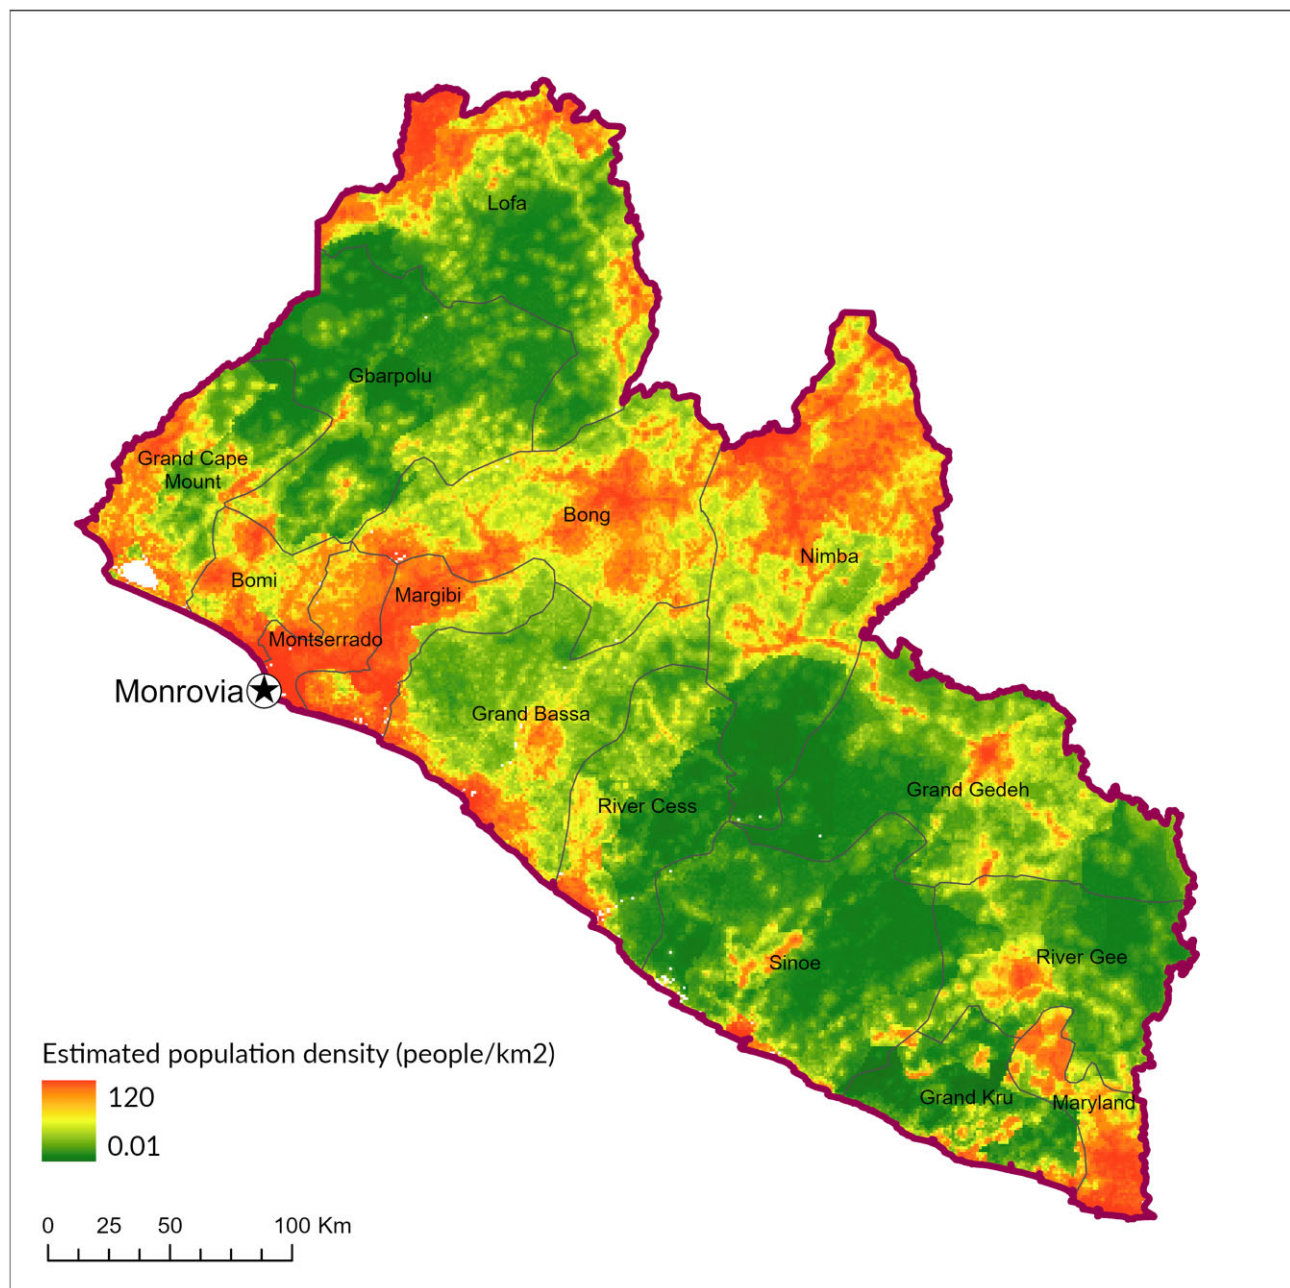 Lofa
Gbarpolu
Grand Cape
Mount
Bong
Nimba
Bomi
Margibi
Montserrado
Monrovia
Grand Bassa
River Cess
Grand Gedeh
Sinoe
River Gee
Grand Kru
Maryland
Estimated population density (people/km2)
120
0.01
0 25 50 100 Km